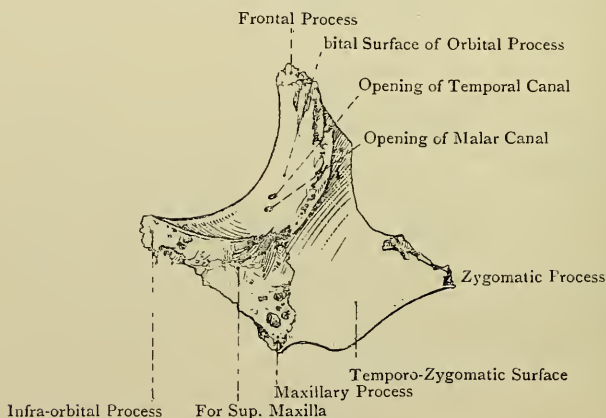 Frontal Process
bital Surface of Orbital Process
Opening of Temporal Canal
Opening of Malar Canal
Zygomatic Process
Temporo-Zygomatic Surface
Maxillary Process
Infra-orbital Process
For Sup. Maxilla